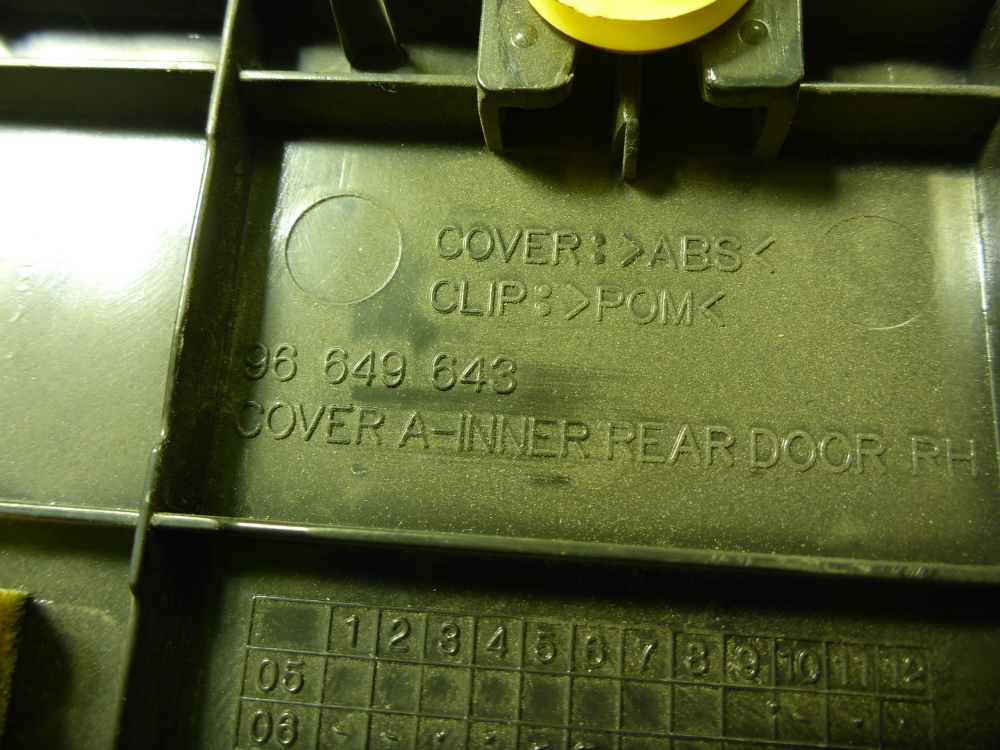 COVER:>ABS<
CLIP:>POM<
96 649 643
COVER A-INNER REAR DOOR RH
1 2 3 4 5 6 7 8 9 10 11 12
05
06